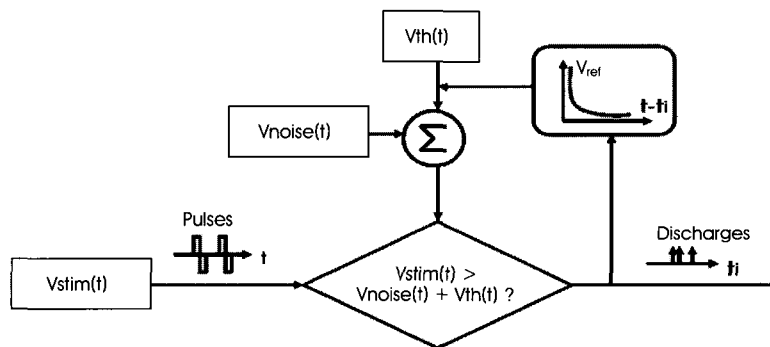 Vth(t)
Vref
t-ti
Vnoise(t)
Σ
Pulses
t
Vstim(t)
Vstim(t) >
Vnoise(t) + Vth(t) ?
Discharges
ti